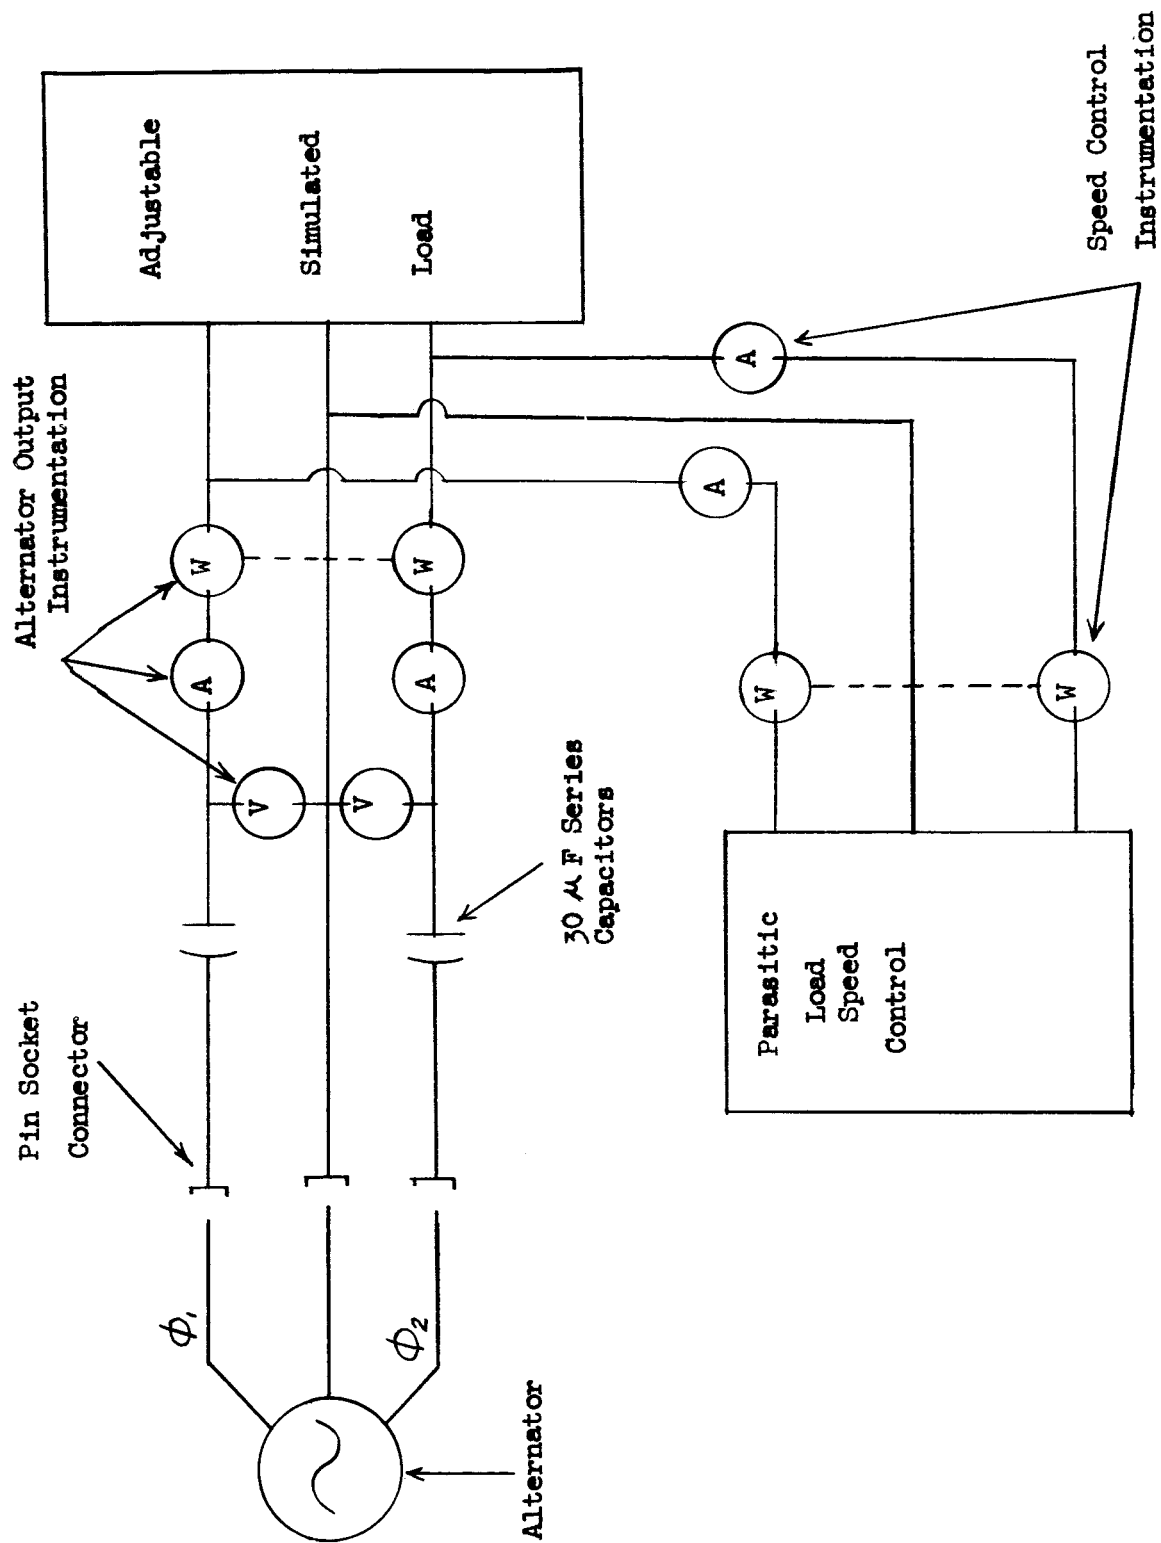 Alternator Output
Instrumentation
Adjustable
Simulated
Load
Pin Socket
Connector
ϕ₁
ϕ₂
W
A
V
V
A
W
30 μF Series
Capacitors
Alternator
A
A
W
W
Parasitic
Load
Speed
Control
Speed Control
Instrumentation